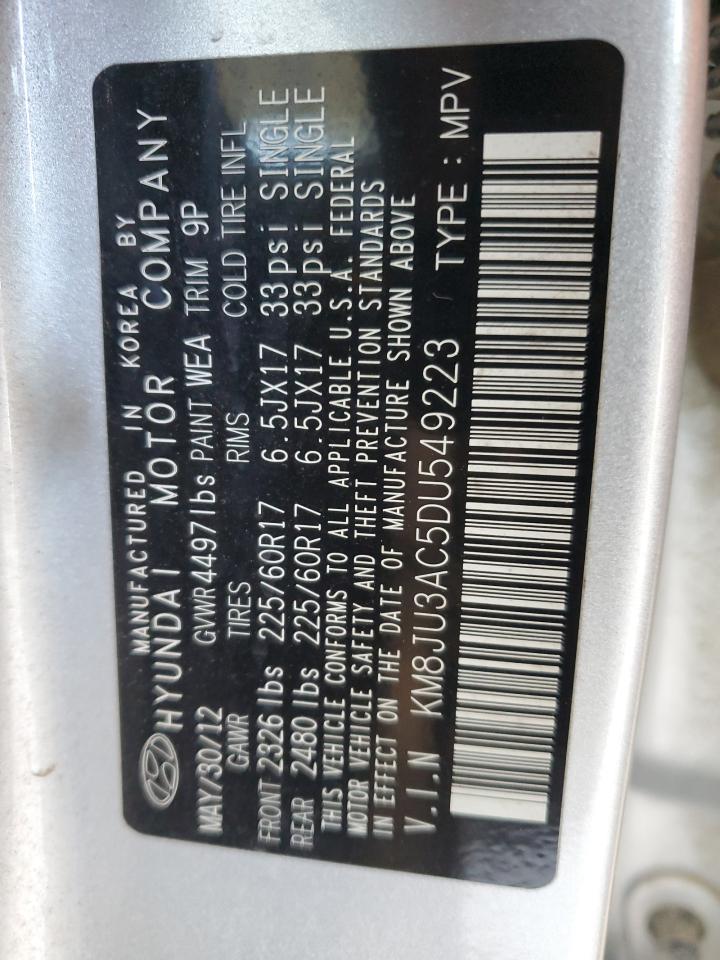 MANUFACTURED IN KOREA BY
HYUNDAI MOTOR COMPANY
MAY/30/12 GVWR 4497lbs PAINT WEA TRIM 9P
GAWR TIRES RIMS COLD TIRE INFL
FRONT 2326 lbs 225/60R17 6.5JX17 33psi SINGLE
REAR 2480 lbs 225/60R17 6.5JX17 33psi SINGLE
THIS VEHICLE CONFORMS TO ALL APPLICABLE U.S.A. FEDERAL
MOTOR VEHICLE SAFETY AND THEFT PREVENTION STANDARDS
IN EFFECT ON THE DATE OF MANUFACTURE SHOWN ABOVE
V.I.N KM8JU3AC5DU549223 TYPE : MPV